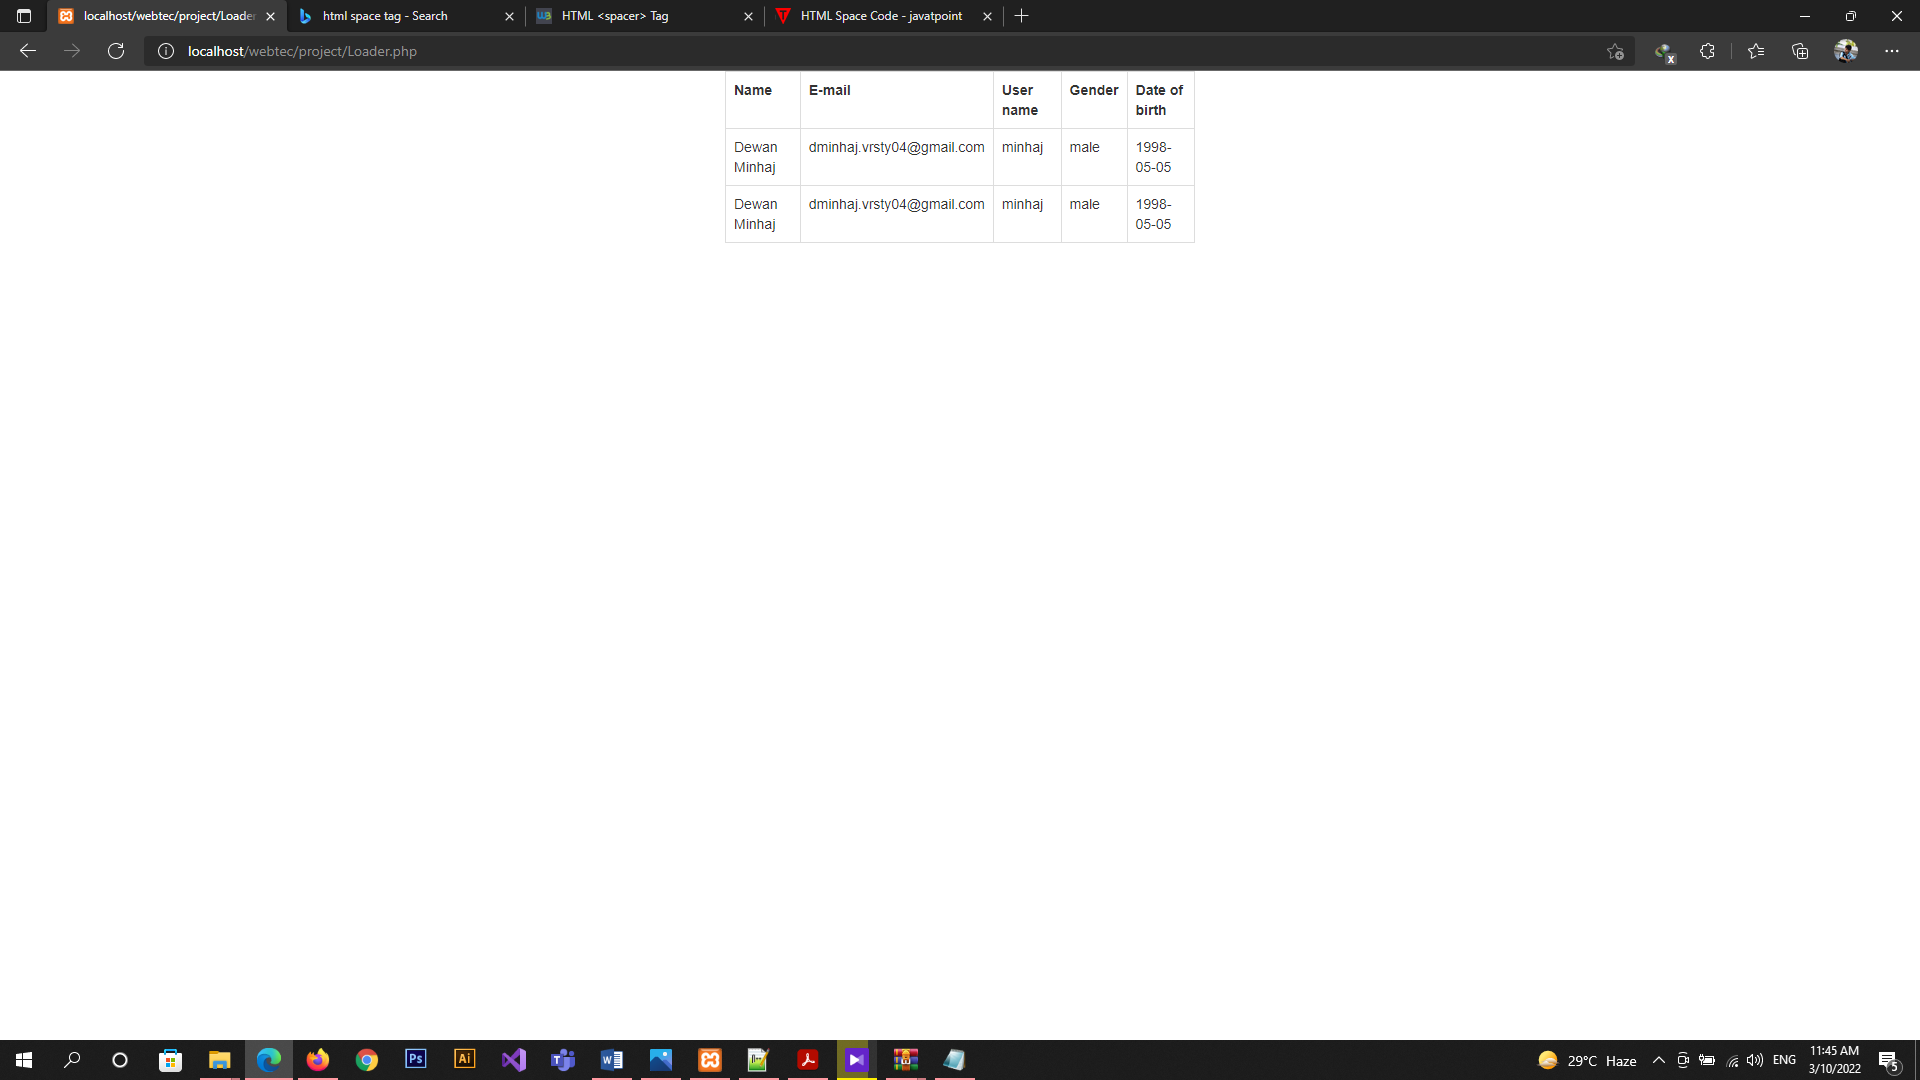 localhost/webtec/project/Loader
html space tag - Search
HTML <spacer> Tag
HTML Space Code - javatpoint
localhost/webtec/project/Loader.php
Name E-mail User name Gender Date of birth
Dewan Minhaj dminhaj.vrsty04@gmail.com minhaj male 1998-05-05
Dewan Minhaj dminhaj.vrsty04@gmail.com minhaj male 1998-05-05
29°C Haze
ENG
11:45 AM
3/10/2022
5